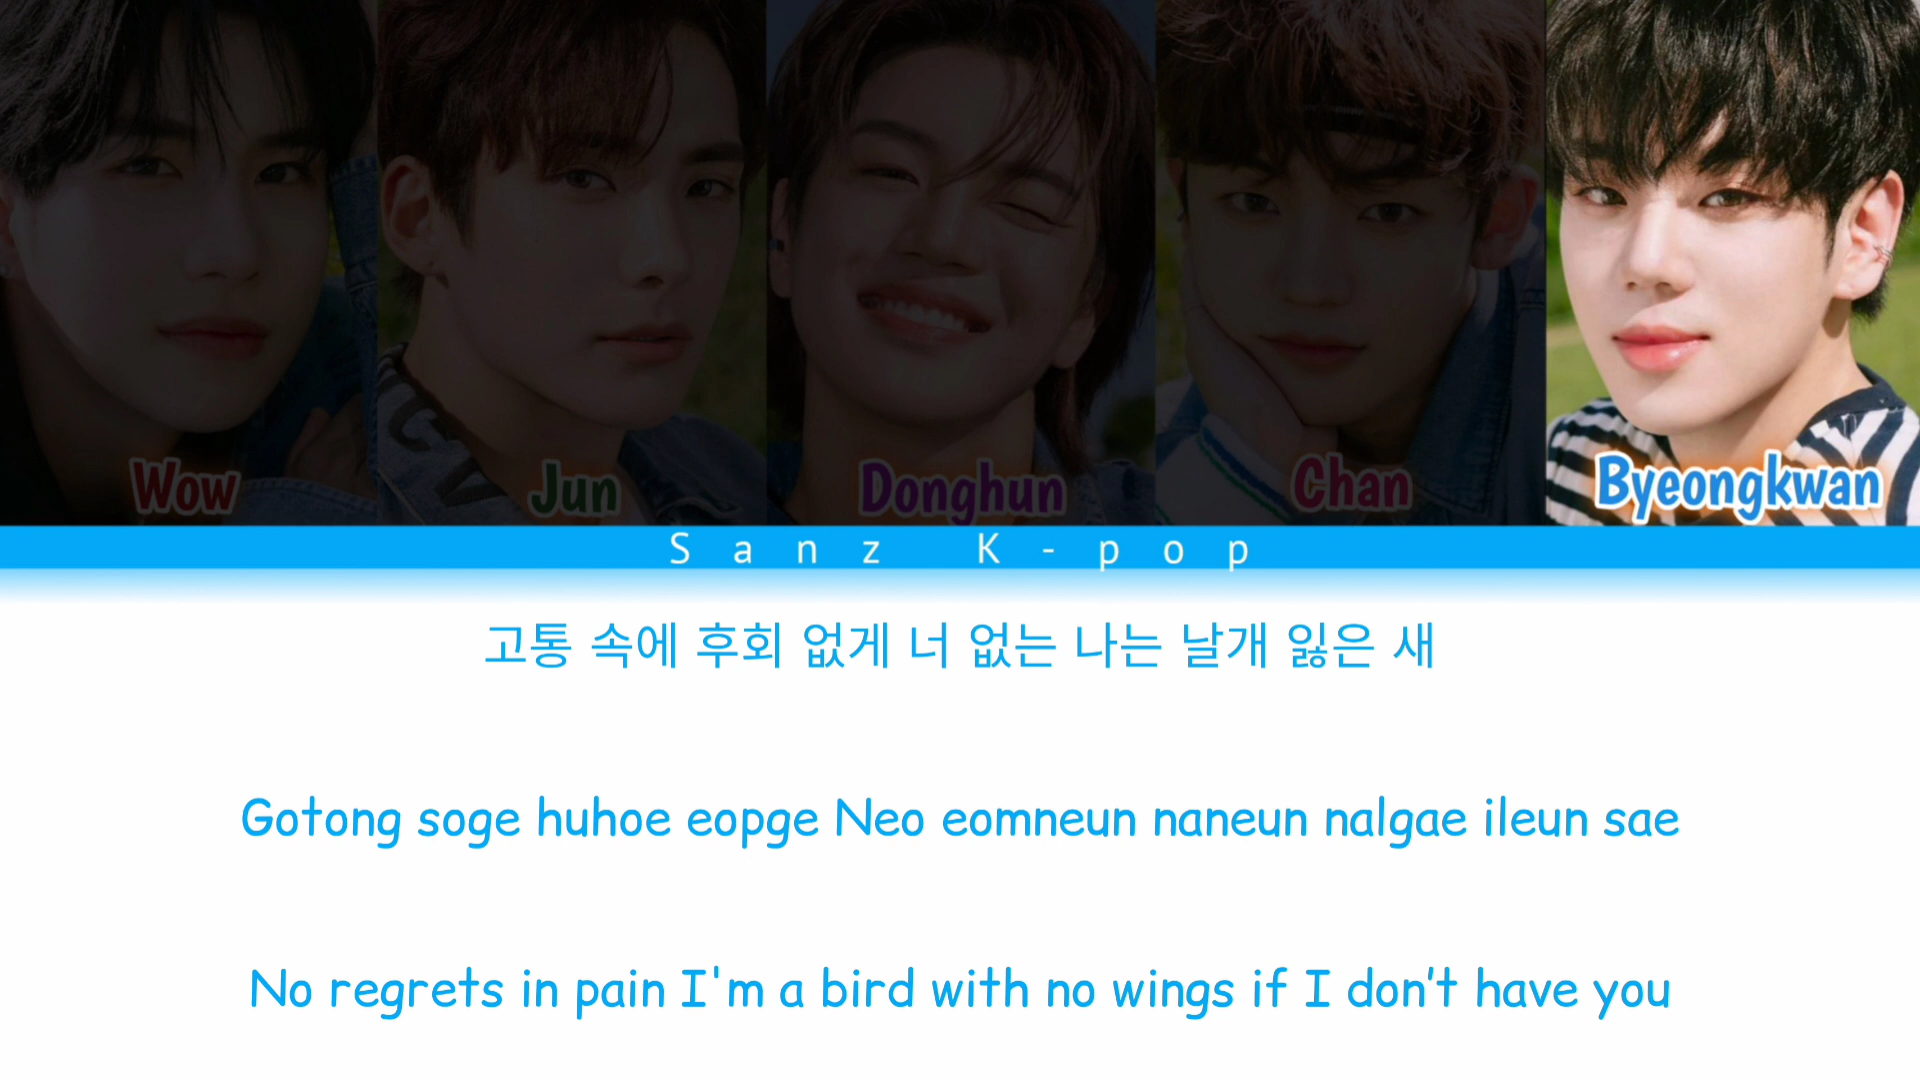 Wow Jun Donghun Chan Byeongkwan
Sanz K-pop
고통 속에 후회 없게 너 없는 나는 날개 잃은 새
Gotong soge huhoe eopge Neo eomneun naneun nalgae ileun sae
No regrets in pain I'm a bird with no wings if I don't have you